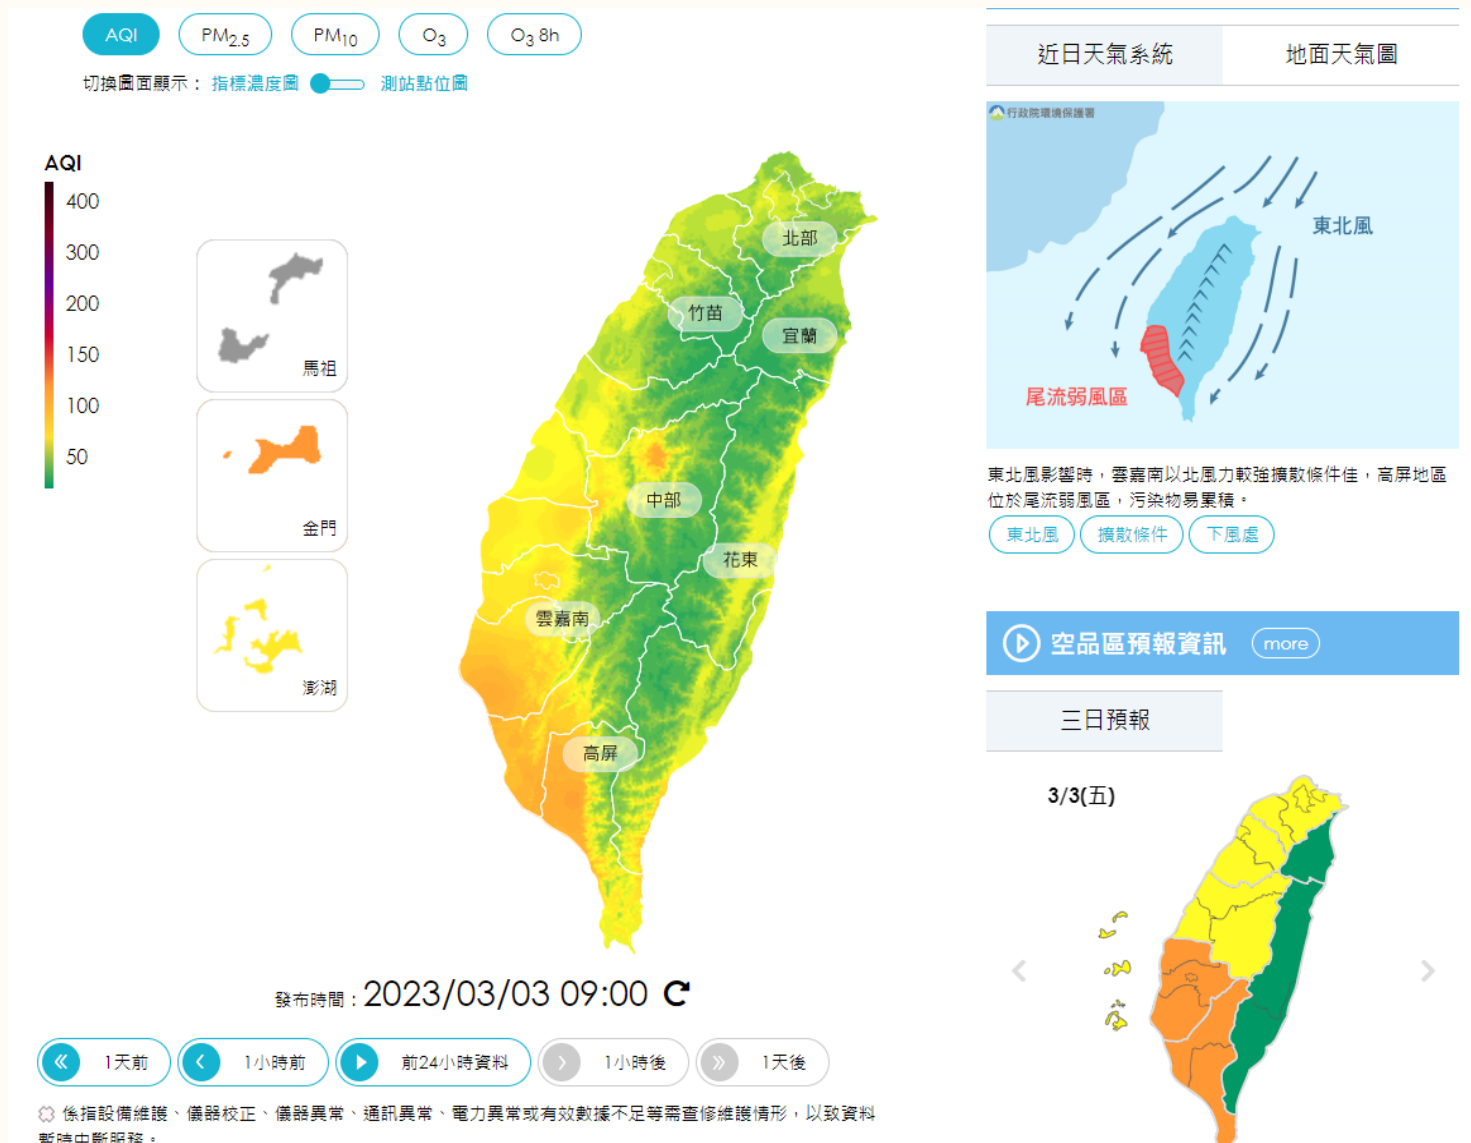 AQI
PM2.5
PM10
O3
O3 8h
切換圖面顯示： 指標濃度圖 測站點位圖
AQI
400
300
200
150
100
50
馬祖
金門
澎湖
北部
竹苗
宜蘭
中部
花東
雲嘉南
高屏
發布時間：2023/03/03 09:00
1天前
1小時前
前24小時資料
1小時後
1天後
係指設備維護、儀器校正、儀器異常、通訊異常、電力異常或有效數據不足等需查修維護情形，以致資料
暫時中斷服務。
近日天氣系統
地面天氣圖
行政院環境保護署
東北風
尾流弱風區
東北風影響時，雲嘉南以北風力較強擴散條件佳，高屏地區
位於尾流弱風區，污染物易累積。
東北風
擴散條件
下風處
空品區預報資訊
more
三日預報
3/3(五)